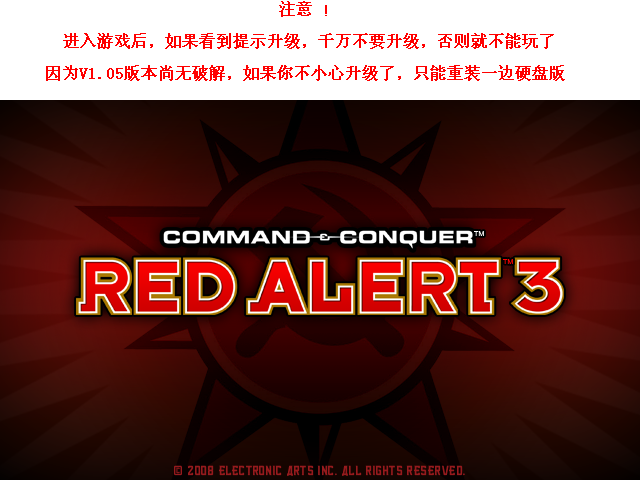 注意 !
进入游戏后，如果看到提示升级，千万不要升级，否则就不能玩了
因为V1.05版本尚无破解，如果你不小心升级了，只能重装一边硬盘版
COMMAND & CONQUER™
RED ALERT™ 3
© 2008 ELECTRONIC ARTS INC. ALL RIGHTS RESERVED.